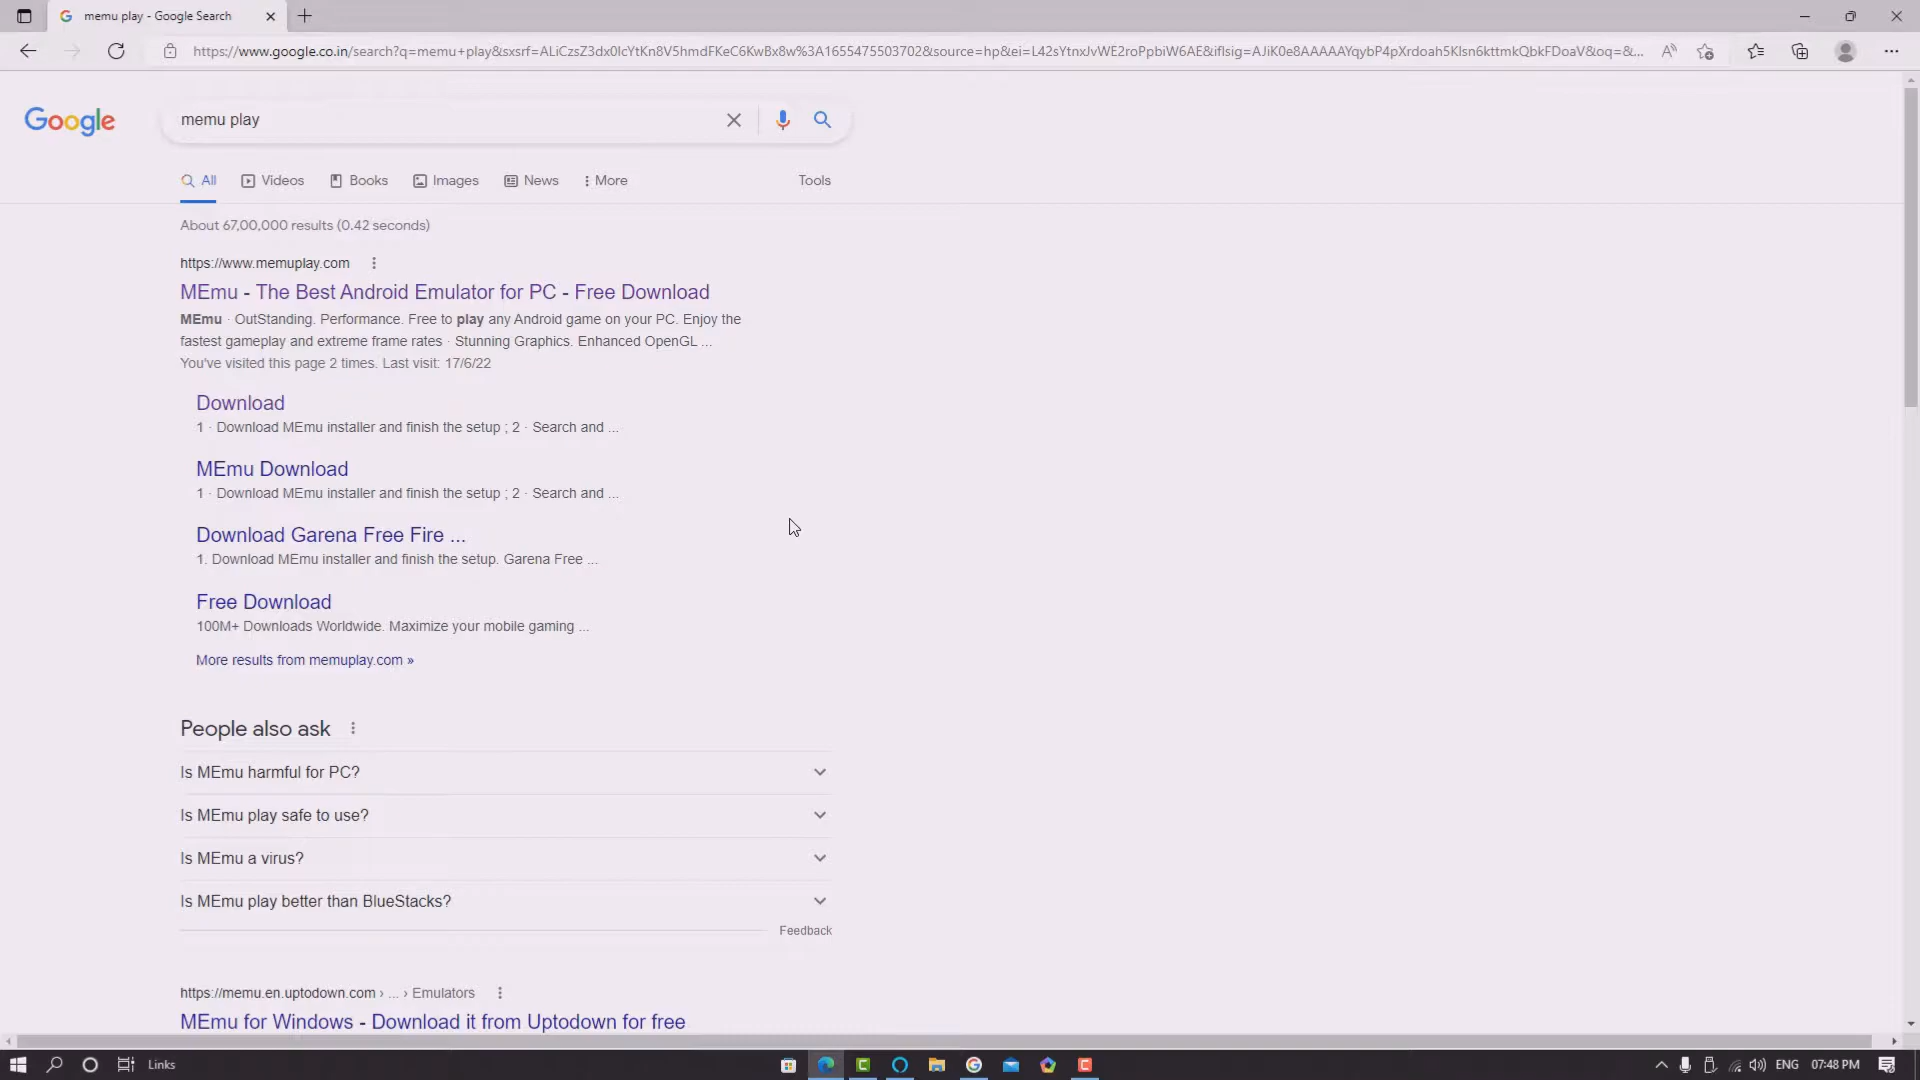 memu play - Google Search
https://www.google.co.in/search?q=memu+play&sxsrf=ALiCzsZ3dx0lcYtKn8V5hmdFKeC6KwBx8w%3A1655475503702&source=hp&ei=L42sYtnxJvWE2roPpbiW6AE&iflsig=AJiK0e8AAAAAYqybP4pXrdoah5KIsn6kttmkQbkFDoaV&oq=&...
Google
memu play
All
Videos
Books
Images
News
More
Tools
About 67,00,000 results (0.42 seconds)
https://www.memuplay.com
MEmu - The Best Android Emulator for PC - Free Download
MEmu · OutStanding. Performance. Free to play any Android game on your PC. Enjoy the
fastest gameplay and extreme frame rates · Stunning Graphics. Enhanced OpenGL ...
You've visited this page 2 times. Last visit: 17/6/22
Download
1 · Download MEmu installer and finish the setup ; 2 · Search and ...
MEmu Download
1 · Download MEmu installer and finish the setup ; 2 · Search and ...
Download Garena Free Fire ...
1. Download MEmu installer and finish the setup. Garena Free ...
Free Download
100M+ Downloads Worldwide. Maximize your mobile gaming ...
More results from memuplay.com »
People also ask
Is MEmu harmful for PC?
Is MEmu play safe to use?
Is MEmu a virus?
Is MEmu play better than BlueStacks?
Feedback
https://memu.en.uptodown.com › ... › Emulators
MEmu for Windows - Download it from Uptodown for free
Links
ENG
07:48 PM